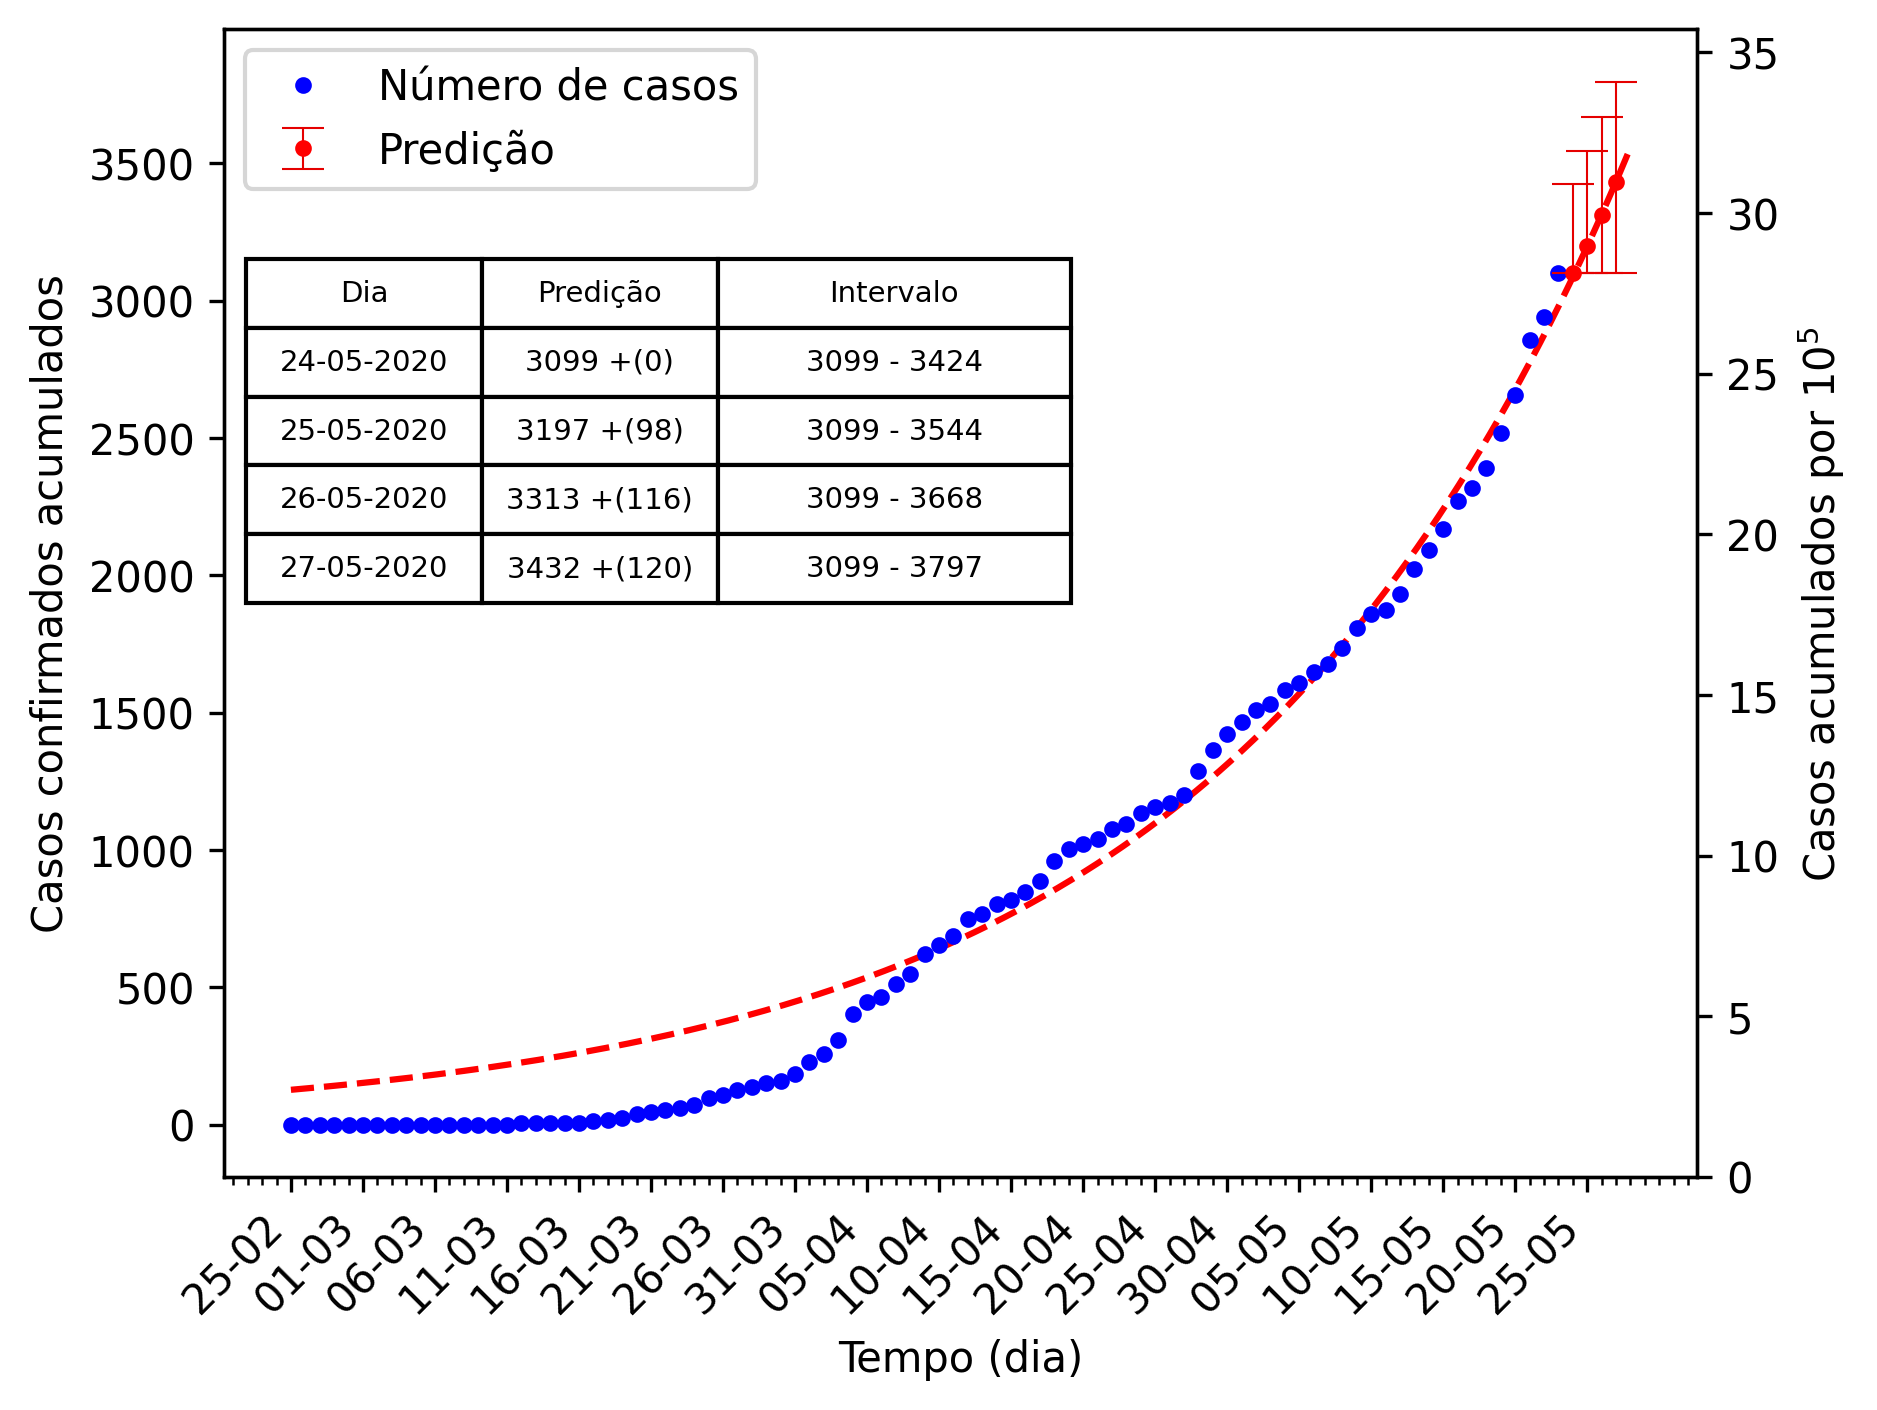 Número de casos
Predição
Dia Predição Intervalo
24-05-2020 3099 +(0) 3099 - 3424
25-05-2020 3197 +(98) 3099 - 3544
26-05-2020 3313 +(116) 3099 - 3668
27-05-2020 3432 +(120) 3099 - 3797
Casos confirmados acumulados
3500
3000
2500
2000
1500
1000
500
0
35
30
25
20
15
10
5
0
Casos acumulados por 10⁵
25-02 01-03 06-03 11-03 16-03 21-03 26-03 31-03 05-04 10-04 15-04 20-04 25-04 30-04 05-05 10-05 15-05 20-05 25-05
Tempo (dia)